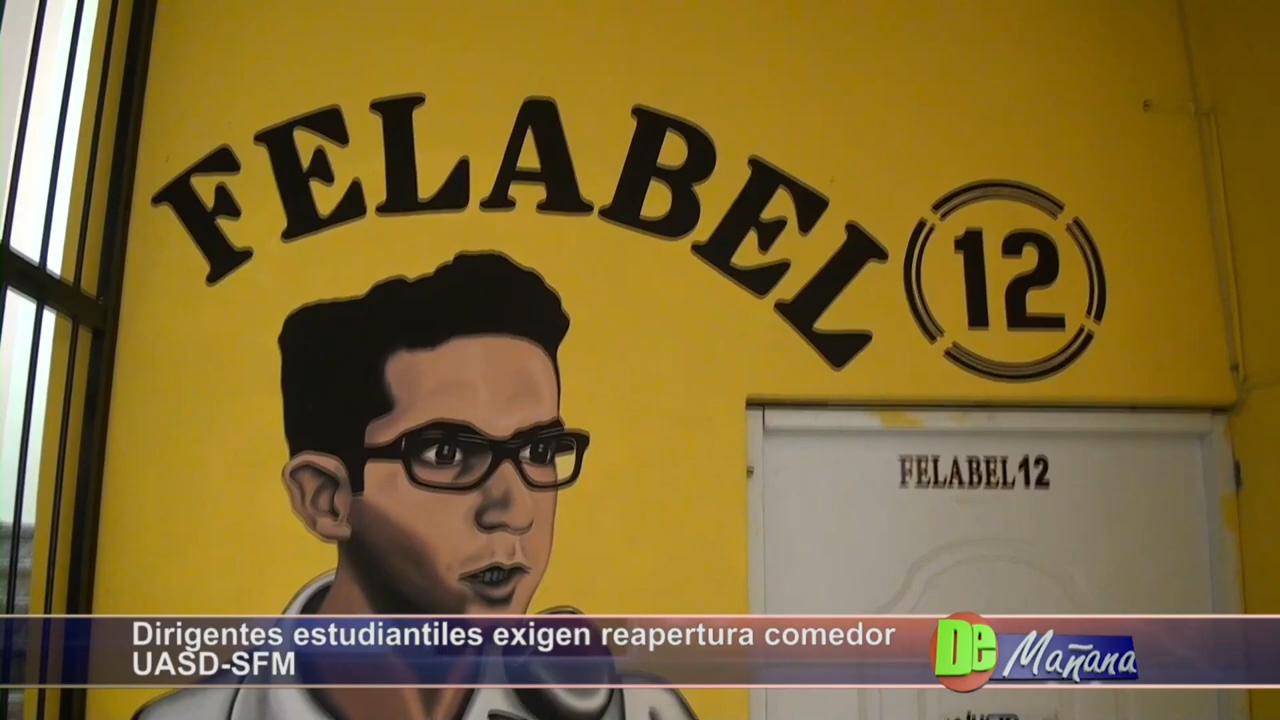 FELABEL 12
FELABEL12
Dirigentes estudiantiles exigen reapertura comedor
UASD-SFM
De Mañana